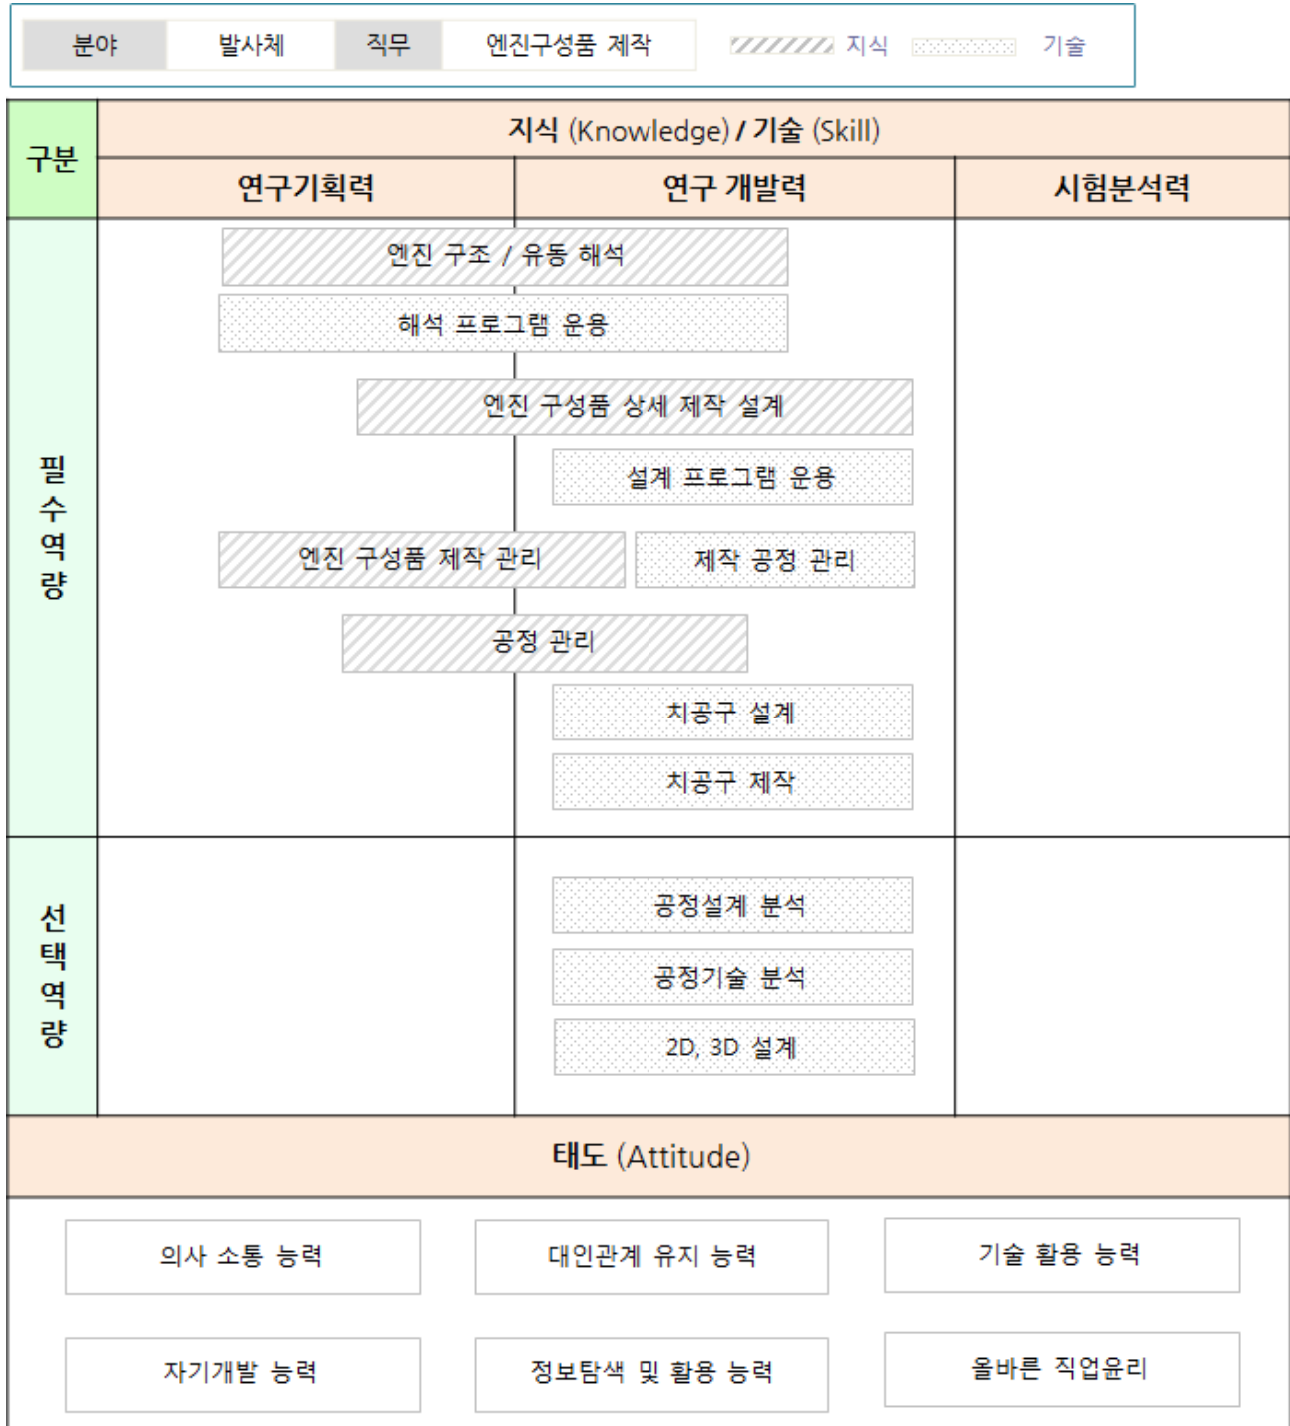 분야 발사체 직무 엔진구성품 제작 지식 기술
구분 지식 (Knowledge) / 기술 (Skill)
연구기획력 연구 개발력 시험분석력
필수역량
엔진 구조 / 유동 해석
해석 프로그램 운용
엔진 구성품 상세 제작 설계
설계 프로그램 운용
엔진 구성품 제작 관리 제작 공정 관리
공정 관리
치공구 설계
치공구 제작
선택역량
공정설계 분석
공정기술 분석
2D, 3D 설계
태도 (Attitude)
의사 소통 능력 대인관계 유지 능력 기술 활용 능력
자기개발 능력 정보탐색 및 활용 능력 올바른 직업윤리